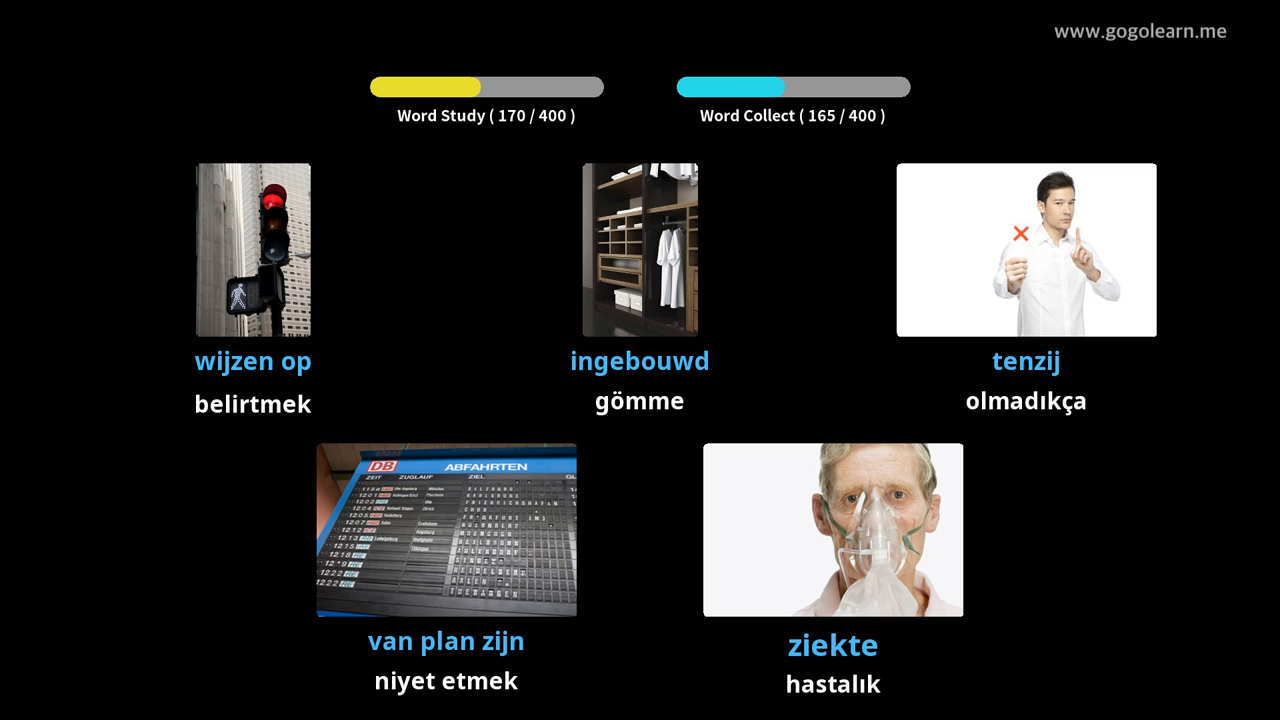 www.gogolearn.me
Word Study ( 170 / 400 )
Word Collect ( 165 / 400 )
wijzen op
belirtmek
ingebouwd
gömme
tenzij
olmadıkça
DB ABFAHRTEN
ZEIT ZUGLAUF ZIEL
van plan zijn
niyet etmek
ziekte
hastalık